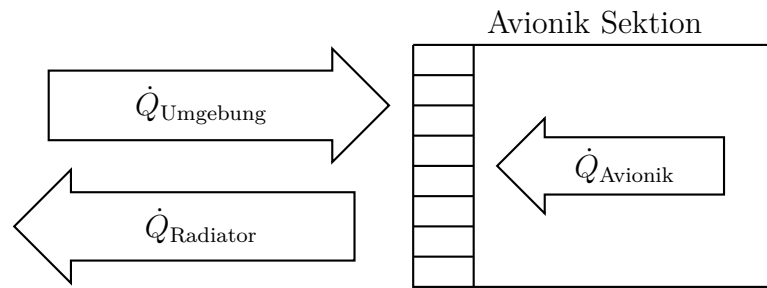 Avionik Sektion
Q̇Umgebung
Q̇Avionik
Q̇Radiator